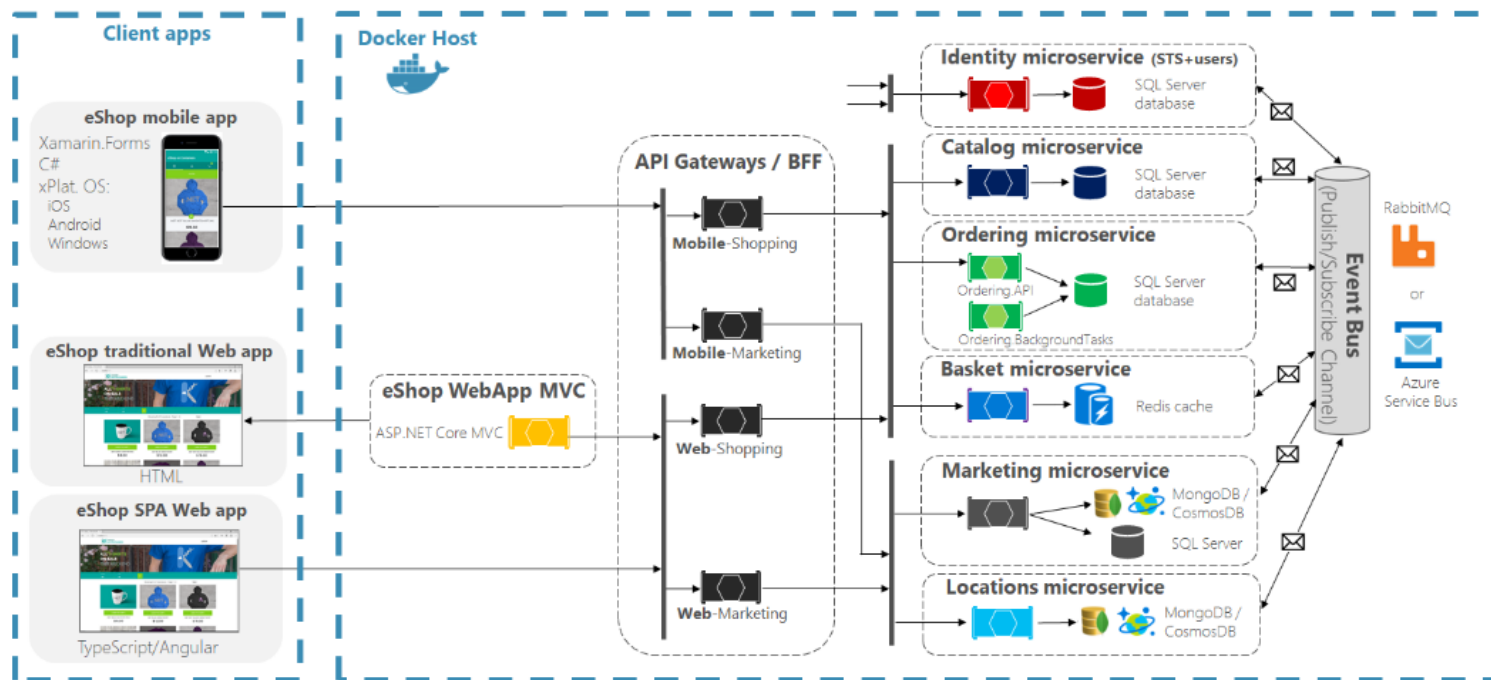 Client apps
eShop mobile app
Xamarin.Forms
C#
xPlat. OS:
iOS
Android
Windows
eShop traditional Web app
HTML
eShop SPA Web app
TypeScript/Angular
Docker Host
eShop WebApp MVC
ASP.NET Core MVC
API Gateways / BFF
Mobile-Shopping
Mobile-Marketing
Web-Shopping
Web-Marketing
Identity microservice (STS+users)
SQL Server
database
Catalog microservice
SQL Server
database
Ordering microservice
Ordering.API
SQL Server
database
Ordering.BackgroundTasks
Basket microservice
Redis cache
Marketing microservice
MongoDB /
CosmosDB
SQL Server
Locations microservice
MongoDB /
CosmosDB
Event Bus
(Publish/Subscribe Channel)
RabbitMQ
or
Azure
Service Bus